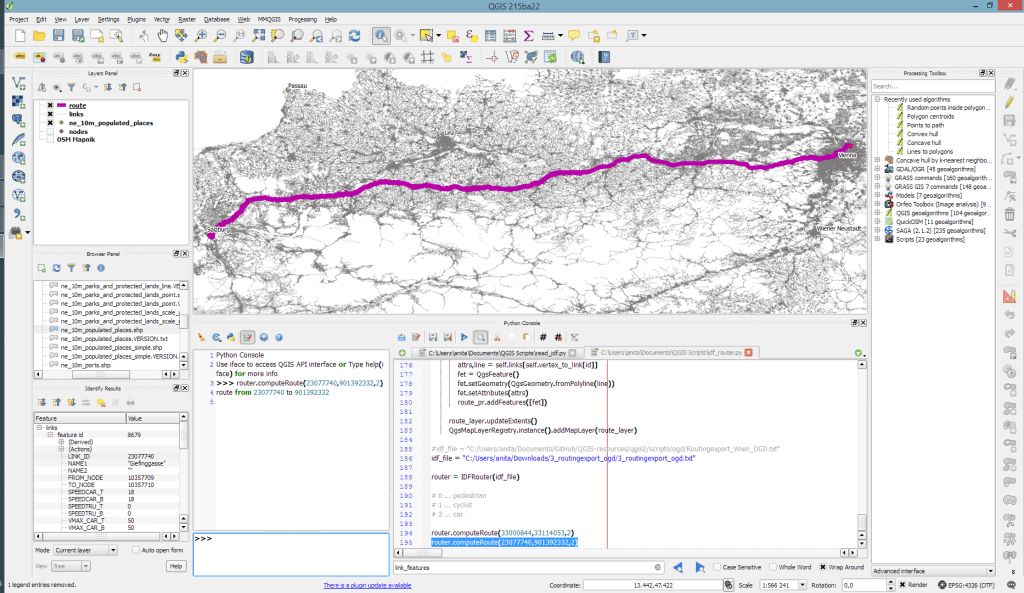 QGIS 215ba22
Project Edit View Layer Settings Plugins Vector Raster Database Web MMQGIS Processing Help
Layers Panel
route
links
ne_10m_populated_places
nodes
OSM Mapnik
Browser Panel
ne_10m_parks_and_protected_lands_line.VE
ne_10m_parks_and_protected_lands_point.s
ne_10m_parks_and_protected_lands_point.V
ne_10m_parks_and_protected_lands_scale_
ne_10m_parks_and_protected_lands_scale_
ne_10m_populated_places.shp
ne_10m_populated_places.VERSION.txt
ne_10m_populated_places_simple.shp
ne_10m_populated_places_simple.VERSION.
ne_10m_ports.shp
Identify Results
Feature Value
links
feature id 8679
(Derived)
(Actions)
LINK_ID 23077740
NAME1 "Giefinggasse"
NAME2 ""
FROM_NODE 10357709
TO_NODE 10357710
SPEEDCAR_T 18
SPEEDCAR_B 18
SPEEDTRU_T 0
SPEEDTRU_B 0
VMAX_CAR_T 50
VMAX_CAR_B 50
Mode Current layer Auto open form
View Tree Help
1 legend entries removed.
Passau
Salzburg
Vienna
Wiener Neustadt
Python Console
1 Python Console
2 Use iface to access QGIS API interface or Type help(i
face) for more info
3 >>> router.computeRoute(23077740,901392332,2)
4 route from 23077740 to 901392332
5
>>>
C:\Users\anita\Documents\QGIS Scripts\read_idf.py
C:\Users\anita\Documents\QGIS Scripts\idf_router.py
176 attrs,line = self.links[self.vertex_to_link[id]]
177 fet = QgsFeature()
178 fet.setGeometry(QgsGeometry.fromPolyline(line))
179 fet.setAttributes(attrs)
180 route_pr.addFeatures([fet])
181
182 route_layer.updateExtents()
183 QgsMapLayerRegistry.instance().addMapLayer(route_layer)
184
185 #idf_file = "C:/Users/anita/Documents/GitHub/QGIS-resources/qgis2/scripts/ogd/Routingexport_Wien_OGD.txt"
186 idf_file = "C:/Users/anita/Downloads/3_routingexport_ogd/3_routingexport_ogd.txt"
187
188 router = IDFRouter(idf_file)
189
190 # 0 ... pedestrian
191 # 1 ... cyclist
192 # 2 ... car
193
194 router.computeRoute(33000844,33114053,2)
195 router.computeRoute(23077740,901392332,2)
link_features
Case Sensitive Whole Word Wrap Around
There is a plugin update available
Coordinate: 13.442,47.422 Scale 1:566 241 Rotation: 0,0 Render EPSG:4326 (OTF)
Processing Toolbox
Search...
Recently used algorithms
Random points inside polygon...
Polygon centroids
Points to path
Convex hull
Concave hull
Lines to polygons
Concave hull by k-nearest neighbo...
GDAL/OGR [45 geoalgorithms]
GRASS commands [160 geoalgorithms]
GRASS GIS 7 commands [148 geoa...
Models [7 geoalgorithms]
Orfeo Toolbox (Image analysis) [9...
QGIS geoalgorithms [104 geoalgori...
QuickOSM [11 geoalgorithms]
SAGA (2.1.2) [235 geoalgorithms]
Scripts [23 geoalgorithms]
Advanced interface